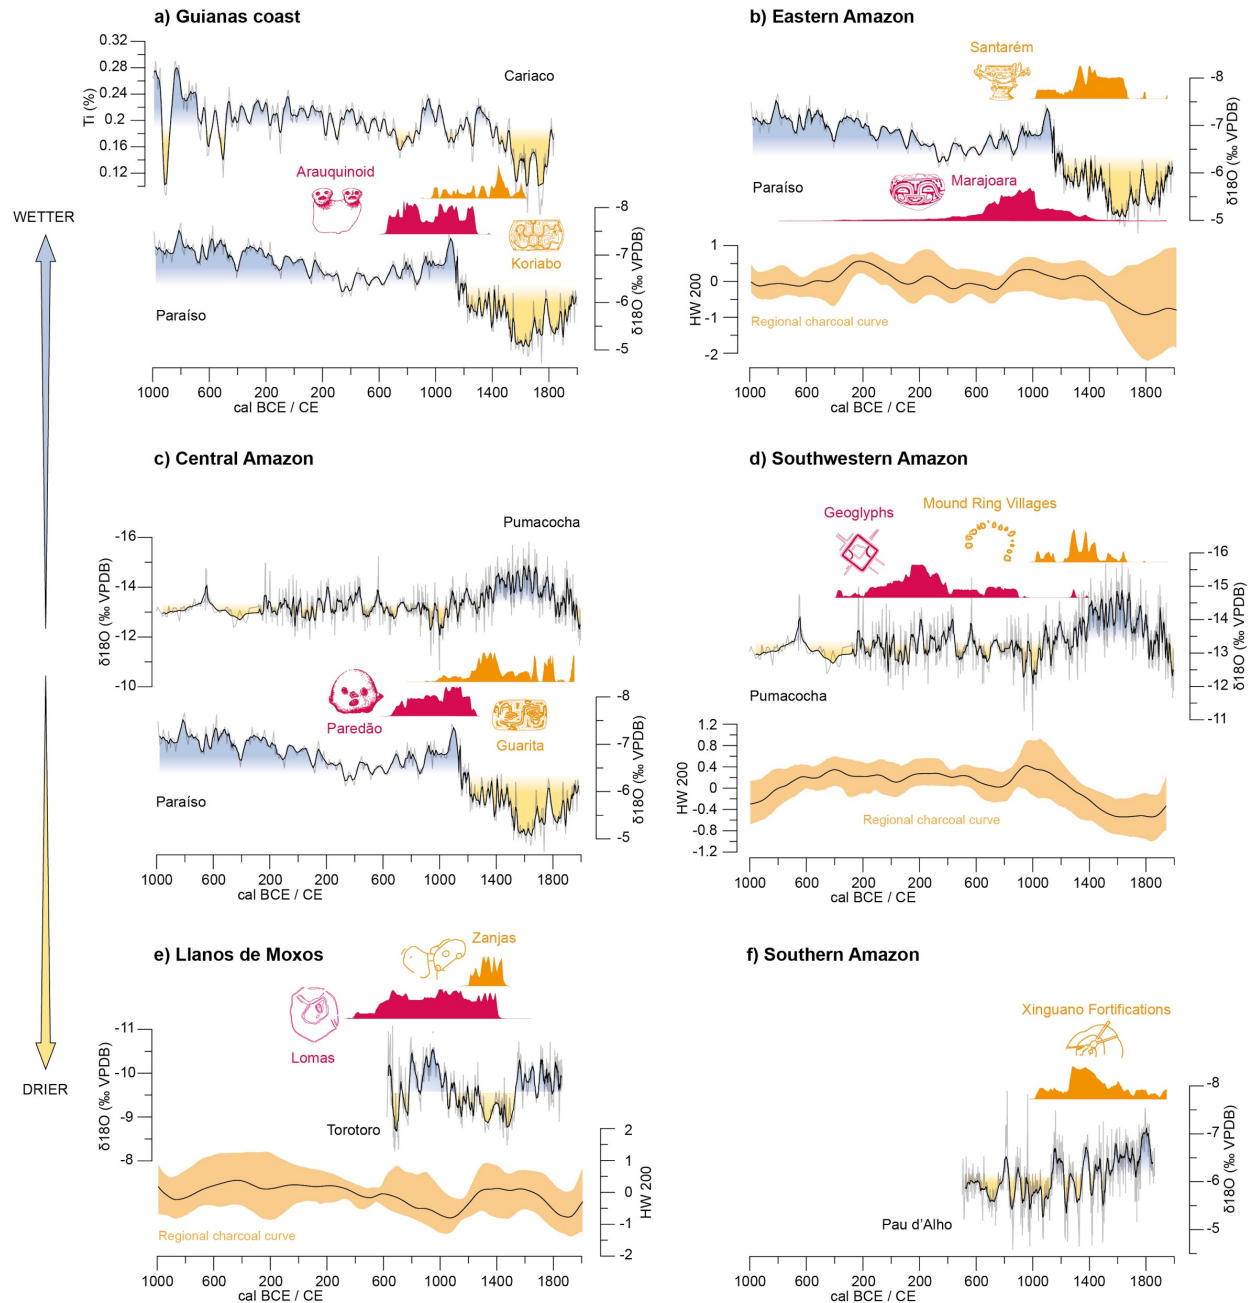 WETTER
DRIER
a) Guianas coast
0.32
0.28
0.24
0.2
0.16
0.12
Ti (%)
Cariaco
Arauquinoid
Koriabo
-8
-7
-6
-5
δ18O (‰ VPDB)
Paraíso
1000 600 200 200 600 1000 1400 1800
cal BCE / CE
b) Eastern Amazon
Santarém
-8
-7
-6
-5
δ18O (‰ VPDB)
Paraíso
Marajoara
1
0
-1
-2
HW 200
Regional charcoal curve
1000 600 200 200 600 1000 1400 1800
cal BCE / CE
c) Central Amazon
Pumacocha
-16
-14
-12
-10
δ18O (‰ VPDB)
Paredão
Guarita
-8
-7
-6
-5
δ18O (‰ VPDB)
Paraíso
1000 600 200 200 600 1000 1400 1800
cal BCE / CE
d) Southwestern Amazon
Mound Ring Villages
Geoglyphs
-16
-15
-14
-13
-12
-11
δ18O (‰ VPDB)
Pumacocha
1.2
0.8
0.4
0
-0.4
-0.8
-1.2
HW 200
Regional charcoal curve
1000 600 200 200 600 1000 1400 1800
cal BCE / CE
e) Llanos de Moxos
Zanjas
Lomas
-11
-10
-9
-8
δ18O (‰ VPDB)
Torotoro
2
1
0
-1
-2
HW 200
Regional charcoal curve
1000 600 200 200 600 1000 1400 1800
cal BCE / CE
f) Southern Amazon
Xinguano Fortifications
-8
-7
-6
-5
δ18O (‰ VPDB)
Pau d'Alho
1000 600 200 200 600 1000 1400 1800
cal BCE / CE